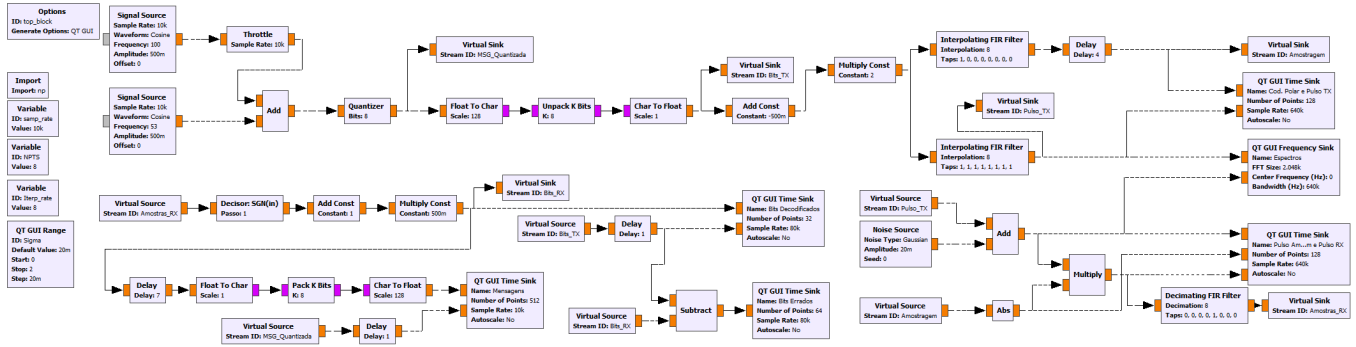 Options
ID: top_block
Generate Options: QT GUI
Import
Import: np
Variable
ID: samp_rate
Value: 10k
Variable
ID: NPTS
Value: 8
Variable
ID: Iterp_rate
Value: 8
QT GUI Range
ID: Sigma
Default Value: 20m
Start: 0
Stop: 2
Step: 20m
Signal Source
Sample Rate: 10k
Waveform: Cosine
Frequency: 100
Amplitude: 500m
Offset: 0
Signal Source
Sample Rate: 10k
Waveform: Cosine
Frequency: 53
Amplitude: 500m
Offset: 0
Throttle
Sample Rate: 10k
Add
Quantizer
Bits: 8
Virtual Sink
Stream ID: MSG_Quantizada
Float To Char
Scale: 128
Unpack K Bits
K: 8
Char To Float
Scale: 1
Virtual Sink
Stream ID: Bits_TX
Add Const
Constant: -500m
Multiply Const
Constant: 2
Interpolating FIR Filter
Interpolation: 8
Taps: 1, 0, 0, 0, 0, 0, 0, 0
Delay
Delay: 4
Virtual Sink
Stream ID: Amostragem
QT GUI Time Sink
Name: Cod. Polar e Pulso TX
Number of Points: 128
Sample Rate: 640k
Autoscale: No
Virtual Sink
Stream ID: Pulso_TX
Interpolating FIR Filter
Interpolation: 8
Taps: 1, 1, 1, 1, 1, 1, 1, 1
QT GUI Frequency Sink
Name: Espectros
FFT Size: 2.048k
Center Frequency (Hz): 0
Bandwidth (Hz): 640k
Virtual Source
Stream ID: Amostras_RX
Decisor: SGN(in)
Passo: 1
Add Const
Constant: 1
Multiply Const
Constant: 500m
Virtual Sink
Stream ID: Bits_RX
Virtual Source
Stream ID: Bits_TX
Delay
Delay: 1
QT GUI Time Sink
Name: Bits Decodificados
Number of Points: 32
Sample Rate: 80k
Autoscale: No
Delay
Delay: 7
Float To Char
Scale: 1
Pack K Bits
K: 8
Char To Float
Scale: 128
QT GUI Time Sink
Name: Mensagens
Number of Points: 512
Sample Rate: 10k
Autoscale: No
Virtual Source
Stream ID: MSG_Quantizada
Delay
Delay: 1
Virtual Source
Stream ID: Bits_RX
Subtract
QT GUI Time Sink
Name: Bits Errados
Number of Points: 64
Sample Rate: 80k
Autoscale: No
Virtual Source
Stream ID: Pulso_TX
Noise Source
Noise Type: Gaussian
Amplitude: 20m
Seed: 0
Add
Multiply
Virtual Source
Stream ID: Amostragem
Abs
QT GUI Time Sink
Name: Pulso Am...m e Pulso RX
Number of Points: 128
Sample Rate: 640k
Autoscale: No
Decimating FIR Filter
Decimation: 8
Taps: 0, 0, 0, 0, 1, 0, 0, 0
Virtual Sink
Stream ID: Amostras_RX